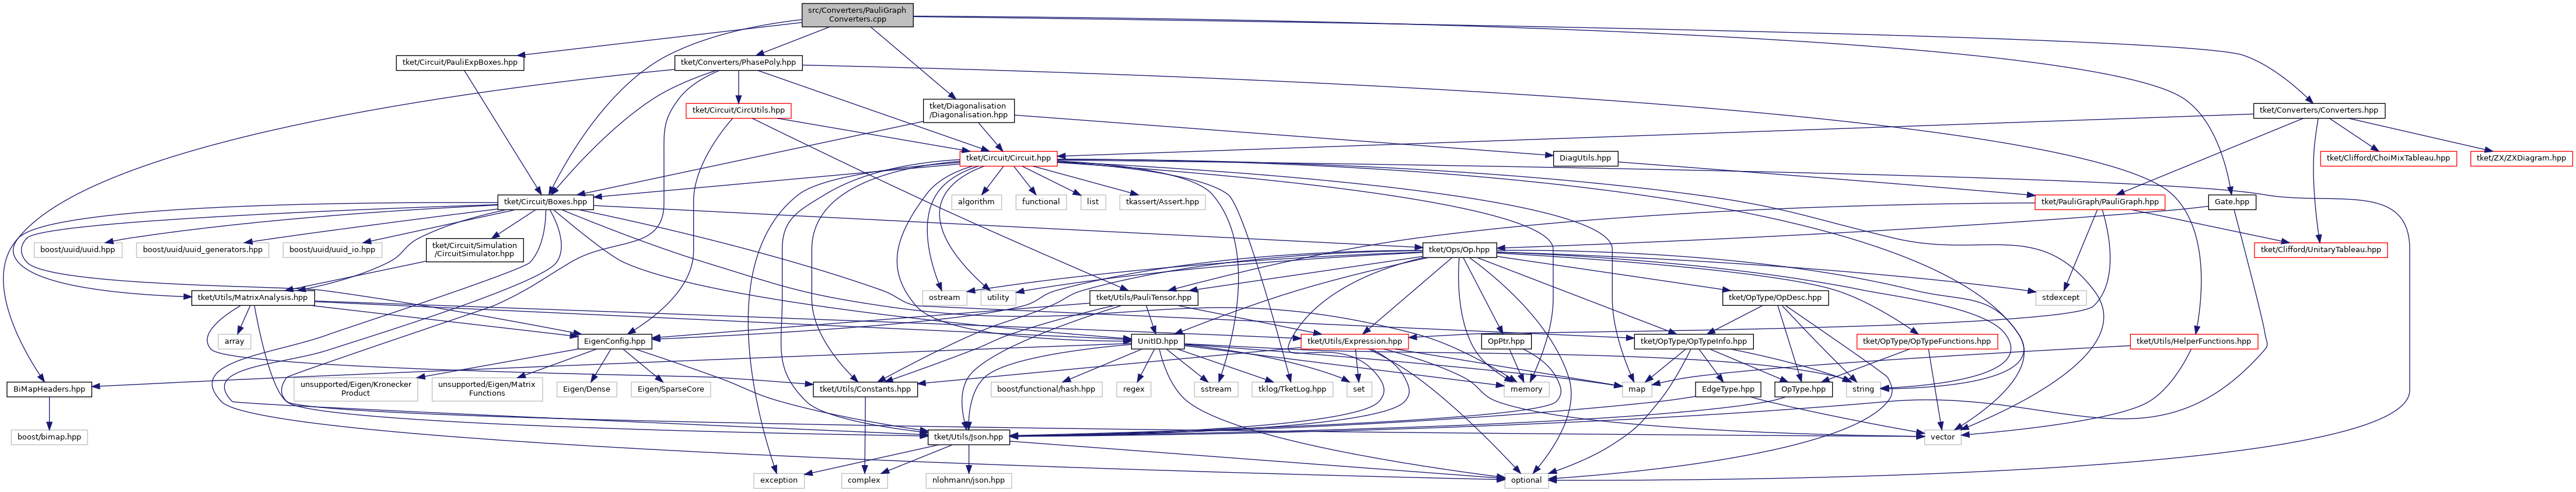 src/Converters/PauliGraph
Converters.cpp
tket/Circuit/PauliExpBoxes.hpp
tket/Converters/PhasePoly.hpp
tket/Circuit/CircUtils.hpp
tket/Diagonalisation
/Diagonalisation.hpp
tket/Converters/Converters.hpp
tket/Circuit/Circuit.hpp
DiagUtils.hpp
tket/Clifford/ChoiMixTableau.hpp
tket/ZX/ZXDiagram.hpp
tket/Circuit/Boxes.hpp
algorithm
functional
list
tkassert/Assert.hpp
tket/PauliGraph/PauliGraph.hpp
Gate.hpp
boost/uuid/uuid.hpp
boost/uuid/uuid_generators.hpp
boost/uuid/uuid_io.hpp
tket/Circuit/Simulation
/CircuitSimulator.hpp
tket/Ops/Op.hpp
tket/Clifford/UnitaryTableau.hpp
tket/Utils/MatrixAnalysis.hpp
ostream
utility
tket/Utils/PauliTensor.hpp
tket/OpType/OpDesc.hpp
stdexcept
array
EigenConfig.hpp
UnitID.hpp
tket/Utils/Expression.hpp
OpPtr.hpp
tket/OpType/OpTypeInfo.hpp
tket/OpType/OpTypeFunctions.hpp
tket/Utils/HelperFunctions.hpp
BiMapHeaders.hpp
unsupported/Eigen/Kronecker
Product
unsupported/Eigen/Matrix
Functions
Eigen/Dense
Eigen/SparseCore
tket/Utils/Constants.hpp
boost/functional/hash.hpp
regex
sstream
tklog/TketLog.hpp
set
memory
map
EdgeType.hpp
OpType.hpp
string
boost/bimap.hpp
tket/Utils/Json.hpp
vector
exception
complex
nlohmann/json.hpp
optional